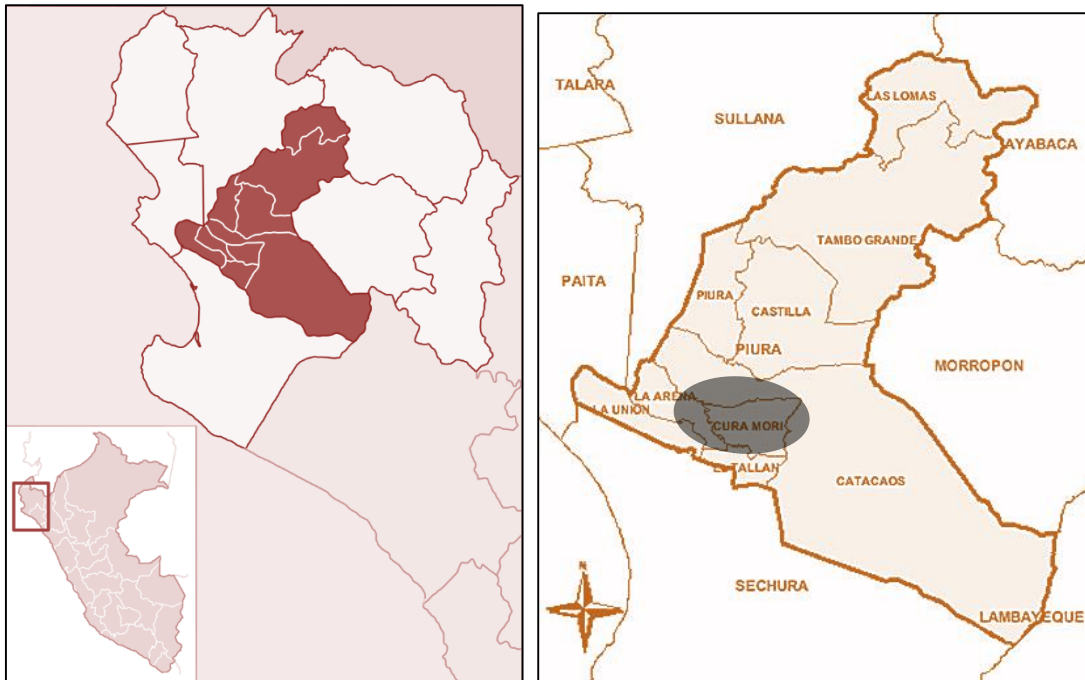 LAS LOMAS
TALARA
SULLANA
AYABACA
TAMBO GRANDE
PAITA
PIURA
CASTILLA
PIURA
MORROPON
LA ARENA
LA UNION
CURA MORI
EL TALLAN
CATACAOS
N
SECHURA
LAMBAYEQUE